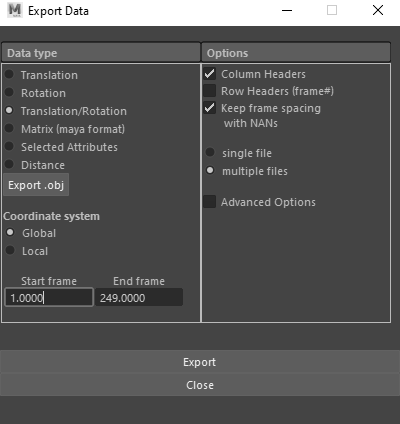 M Export Data
Data type
Translation
Rotation
Translation/Rotation
Matrix (maya format)
Selected Attributes
Distance
Export .obj
Coordinate system
Global
Local
Start frame End frame
1.0000 249.0000
Options
Column Headers
Row Headers (frame#)
Keep frame spacing
with NANs
single file
multiple files
Advanced Options
Export
Close